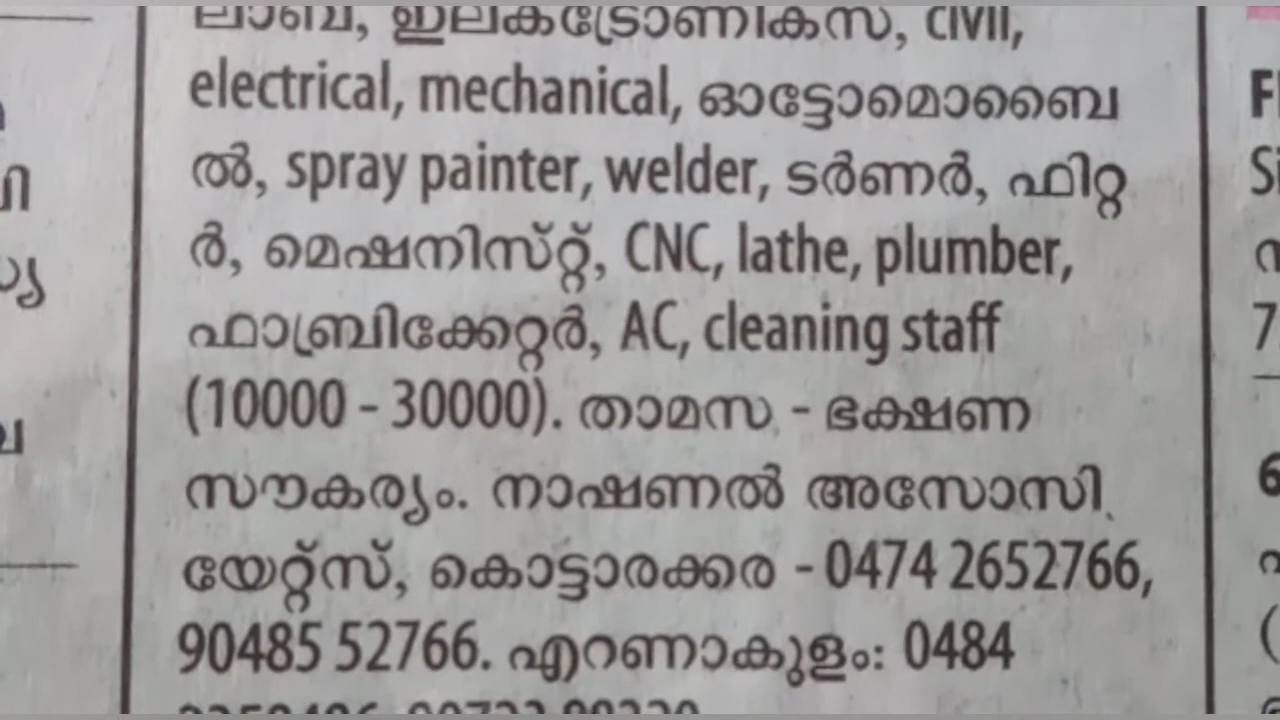 ഇലക്ട്രോണിക്സ്, civil,
electrical, mechanical, ഓട്ടോമൊബൈ
ൽ, spray painter, welder, ടർണർ, ഫിറ്റ
ർ, മെഷനിസ്റ്റ്, CNC, lathe, plumber,
ഫാബ്രിക്കേറ്റർ, AC, cleaning staff
(10000 - 30000). താമസ - ഭക്ഷണ
സൗകര്യം. നാഷണൽ അസോസി
യേറ്റ്സ്, കൊട്ടാരക്കര - 0474 2652766,
90485 52766. എറണാകുളം: 0484